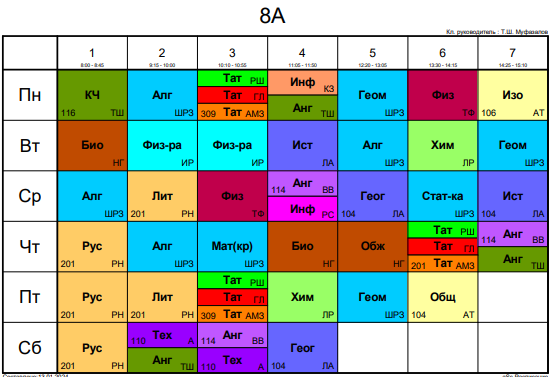 8А
Кл. руководитель : Т.Ш. Муфазалов
1 2 3 4 5 6 7
8:00 - 8:45 9:15 - 10:00 10:10 - 10:55 11:05 - 11:50 12:20 - 13:05 13:30 - 14:15 14:25 - 15:10
Пн
КЧ 116 ТШ
Алг ШРЗ
Тат РШ
Тат ГЛ
309 Тат АМЗ
Инф КЗ
Анг ТШ
Геом ШРЗ
Физ ТФ
Изо 106 АТ
Вт
Био НГ
Физ-ра ИР
Физ-ра ИР
Ист ЛА
Алг ШРЗ
Хим ЛР
Геом ШРЗ
Ср
Алг ШРЗ
Лит 201 РН
Физ ТФ
114 Анг ВВ
Инф РС
Геог 104 ЛА
Стат-ка ШРЗ
Ист 104 ЛА
Чт
Рус 201 РН
Алг ШРЗ
Мат(кр) ШРЗ
Био НГ
Обж НГ
Тат РШ
Тат ГЛ
201 Тат АМЗ
114 Анг ВВ
Анг ТШ
Пт
Рус 201 РН
Лит 201 РН
Тат РШ
Тат ГЛ
309 Тат АМЗ
Хим ЛР
Геом ШРЗ
Общ 104 АТ
Сб
Рус 201 РН
110 Тех А
Анг ТШ
114 Анг ВВ
110 Тех А
Геог 104 ЛА